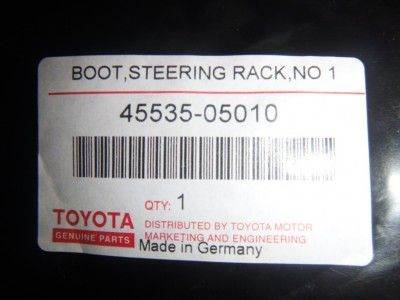 BOOT,STEERING RACK,NO 1
45535-05010
QTY: 1
TOYOTA
GENUINE PARTS
DISTRIBUTED BY TOYOTA MOTOR
MARKETING AND ENGINEERING
Made in Germany